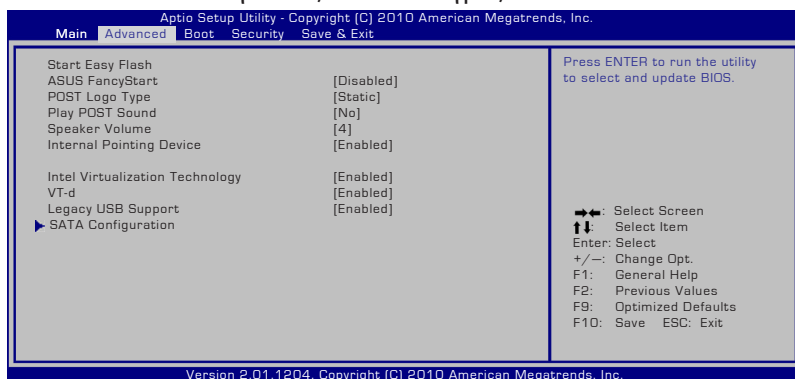 Aptio Setup Utility - Copyright (C) 2010 American Megatrends, Inc.
Main Advanced Boot Security Save & Exit
Start Easy Flash
ASUS FancyStart [Disabled]
POST Logo Type [Static]
Play POST Sound [No]
Speaker Volume [4]
Internal Pointing Device [Enabled]
Intel Virtualization Technology [Enabled]
VT-d [Enabled]
Legacy USB Support [Enabled]
SATA Configuration
Press ENTER to run the utility
to select and update BIOS.
→←: Select Screen
↑↓: Select Item
Enter: Select
+/—: Change Opt.
F1: General Help
F2: Previous Values
F9: Optimized Defaults
F10: Save ESC: Exit
Version 2.01.1204. Copyright (C) 2010 American Megatrends, Inc.